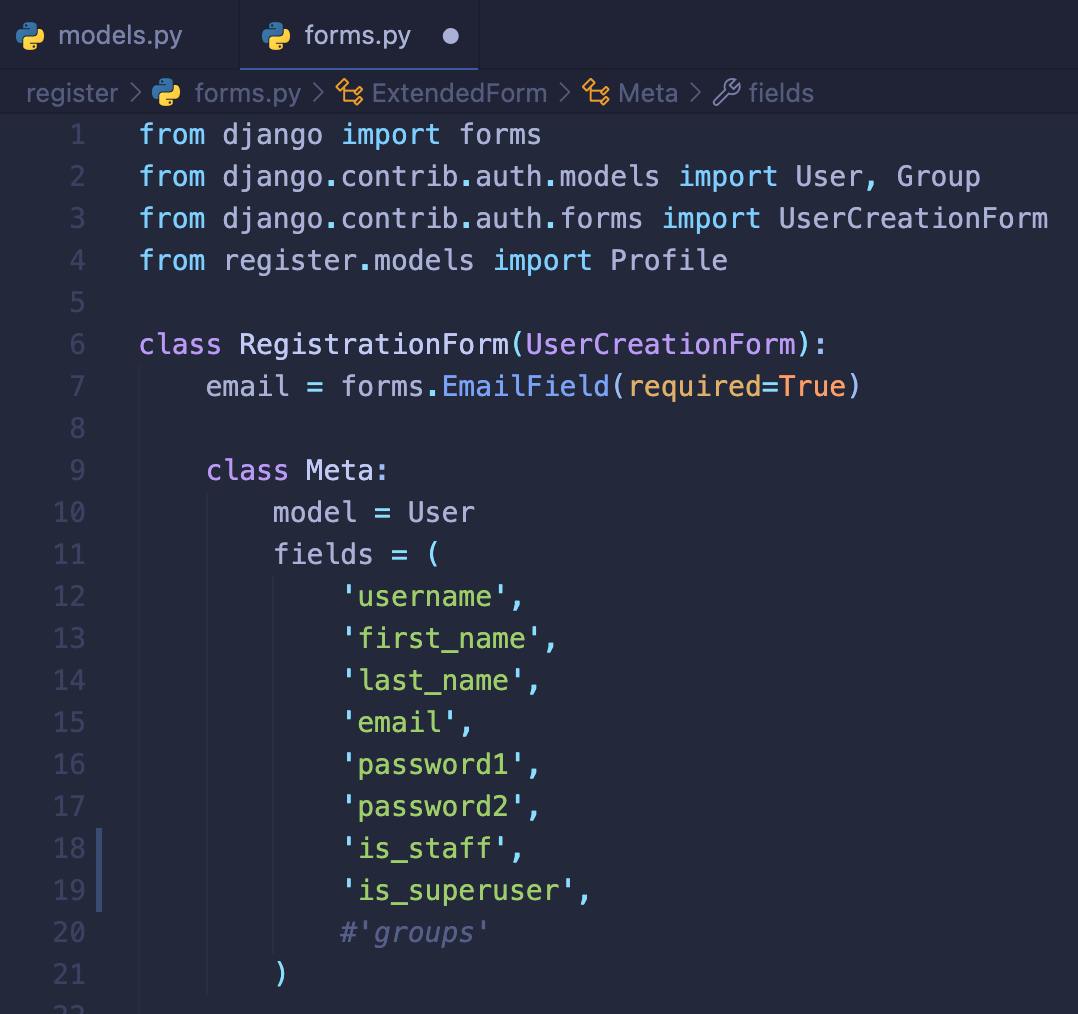 models.py forms.py
register > forms.py > ExtendedForm > Meta > fields
1 from django import forms
2 from django.contrib.auth.models import User, Group
3 from django.contrib.auth.forms import UserCreationForm
4 from register.models import Profile
5
6 class RegistrationForm(UserCreationForm):
7     email = forms.EmailField(required=True)
8
9     class Meta:
10         model = User
11         fields = (
12             'username',
13             'first_name',
14             'last_name',
15             'email',
16             'password1',
17             'password2',
18             'is_staff',
19             'is_superuser',
20             #'groups'
21         )
22